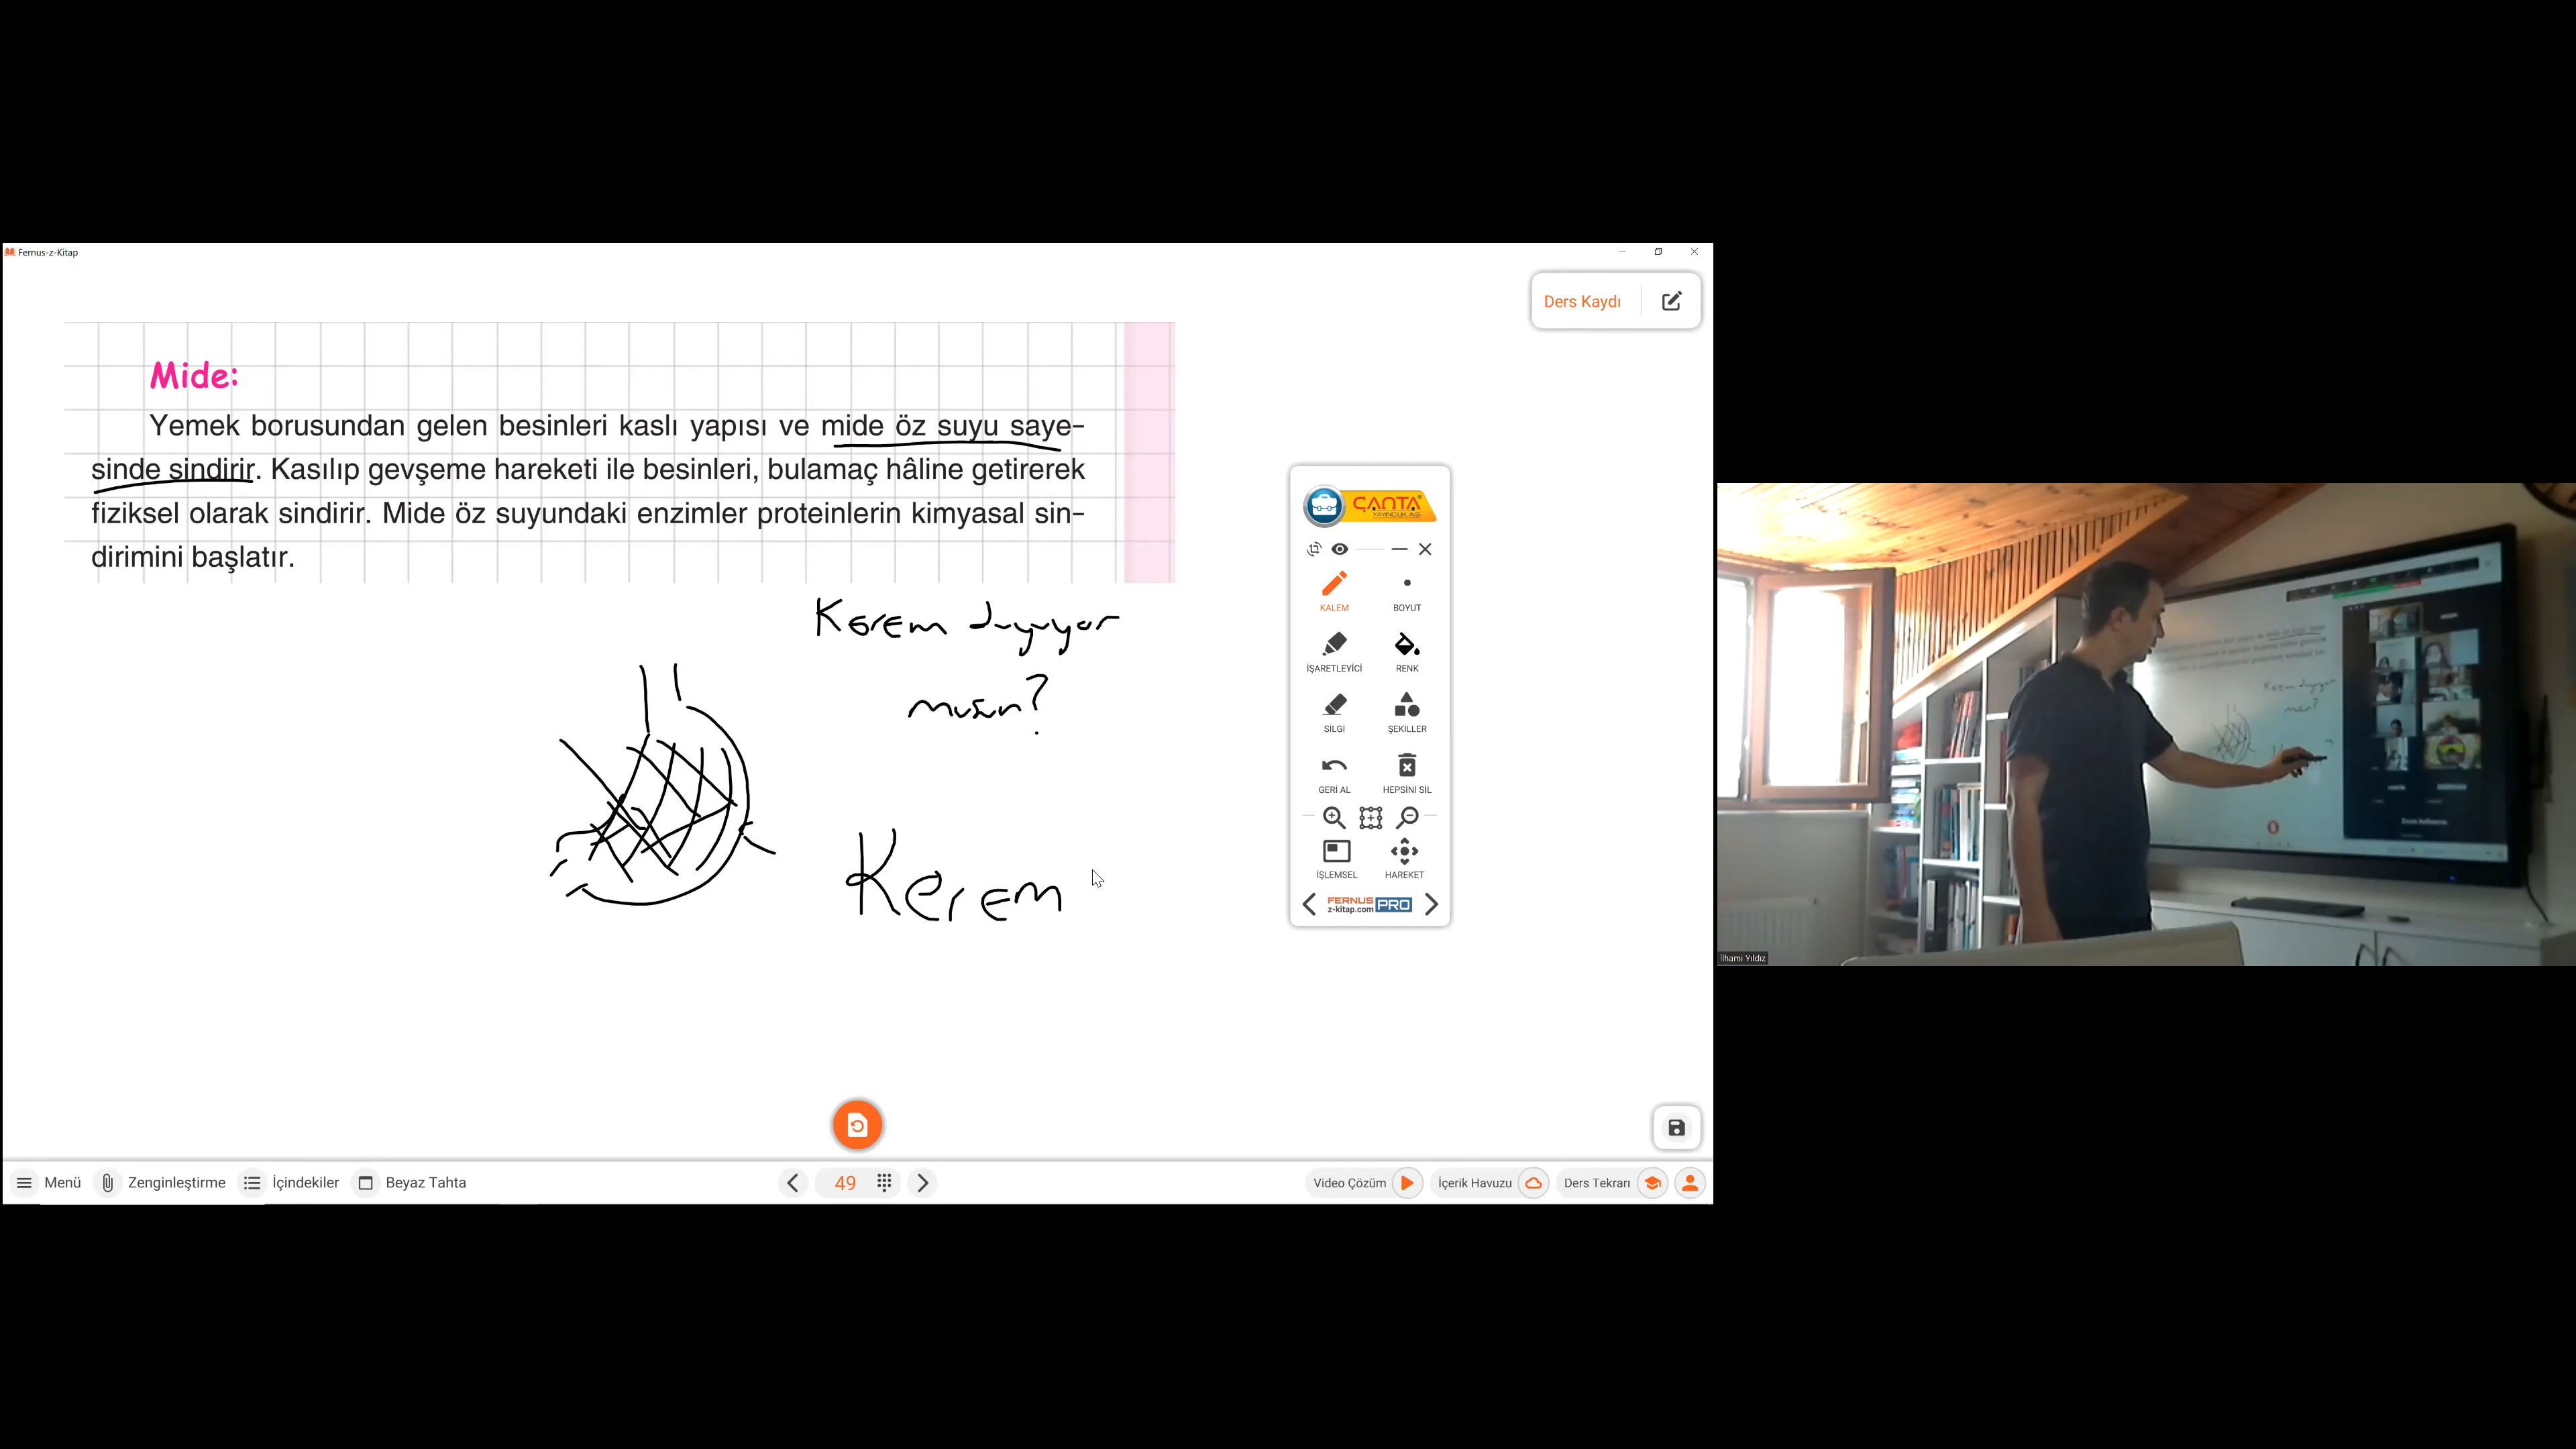 Fernus-z-Kitap
Ders Kaydı
Mide:
Yemek borusundan gelen besinleri kaslı yapısı ve mide öz suyu saye-
sinde sindirir. Kasılıp gevşeme hareketi ile besinleri, bulamaç hâline getirerek
fiziksel olarak sindirir. Mide öz suyundaki enzimler proteinlerin kimyasal sin-
dirimini başlatır.
Kerem duyuyor
musun?
Kerem
ÇANTA
YAYINCILIK A.Ş.
KALEM BOYUT
İŞARETLEYİCİ RENK
SİLGİ ŞEKİLLER
GERİ AL HEPSİNİ SİL
İŞLEMSEL HAREKET
FERNUS
z-kitap.com PRO
İlhami Yıldız
Kerem duyuyor
musun?
Menü Zenginleştirme İçindekiler Beyaz Tahta 49 Video Çözüm İçerik Havuzu Ders Tekrarı